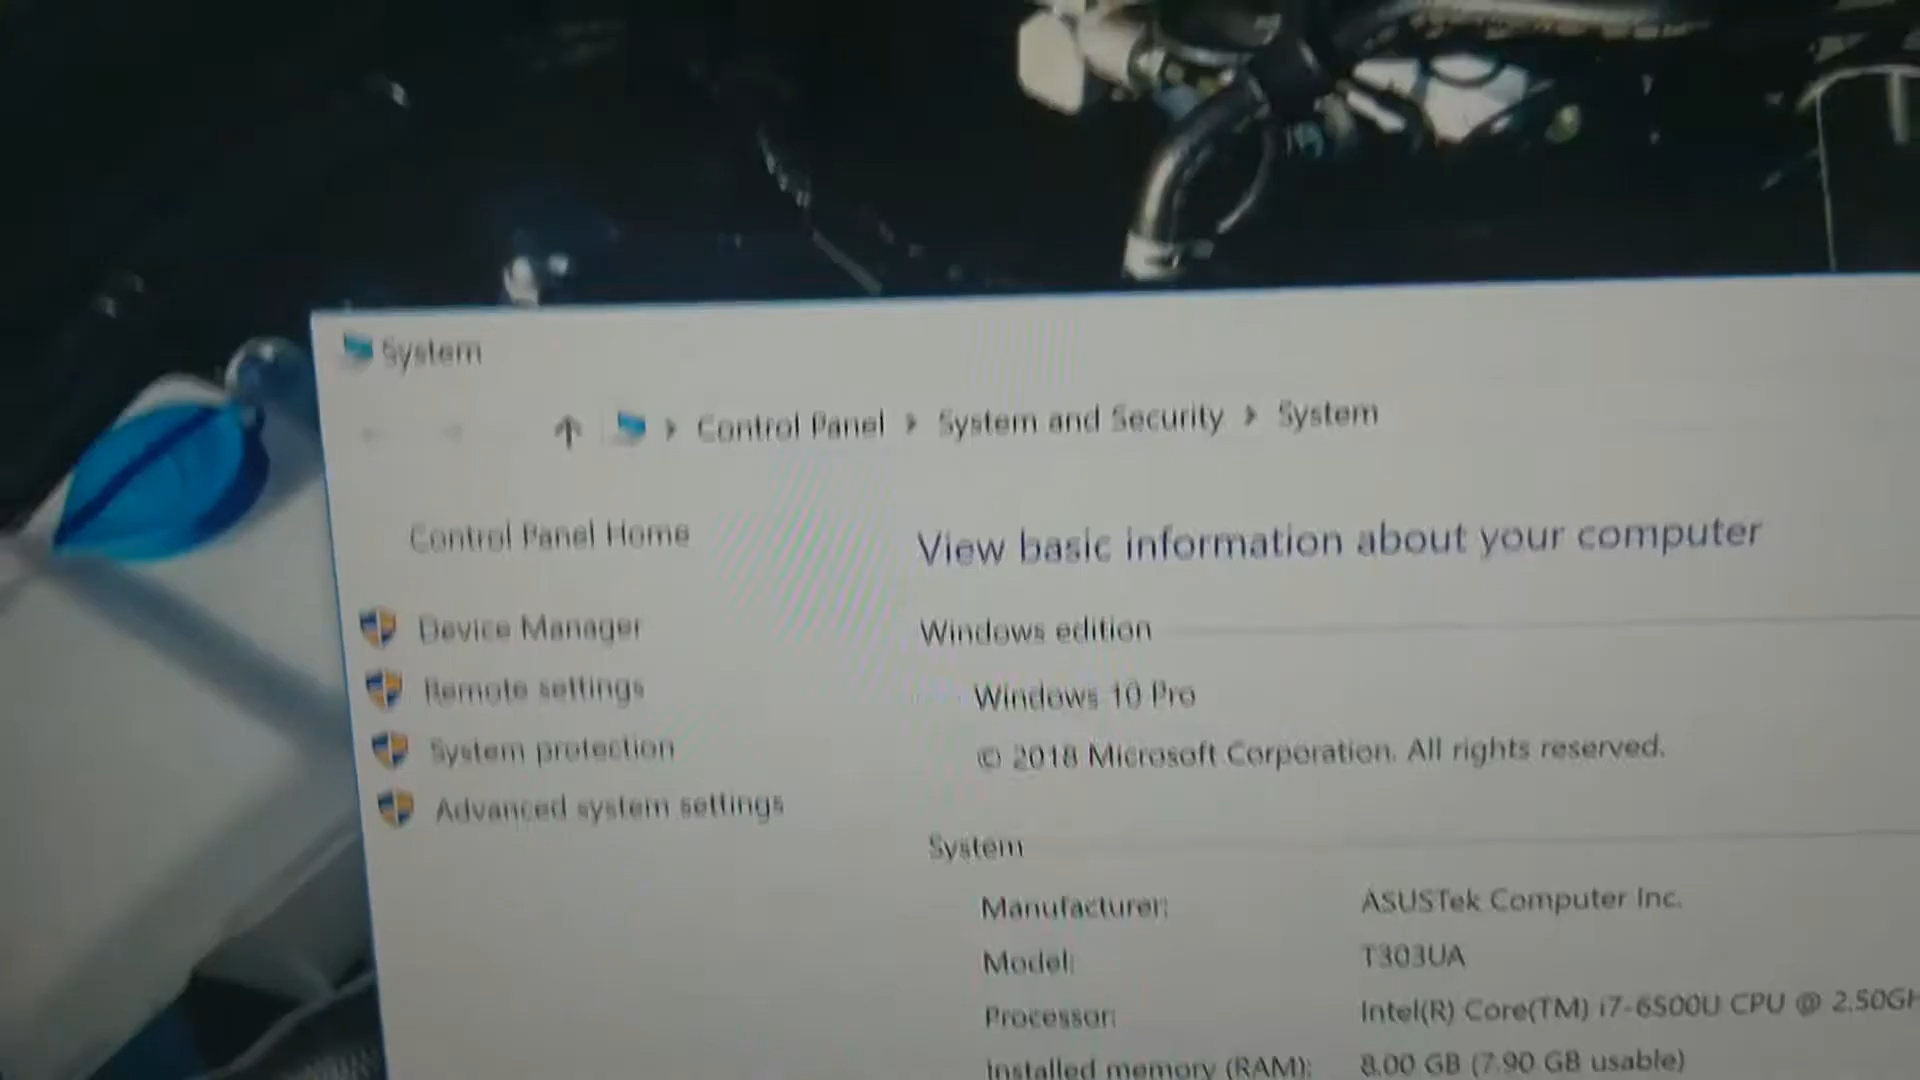 System
Control Panel > System and Security > System
Control Panel Home
Device Manager
Remote settings
System protection
Advanced system settings
View basic information about your computer
Windows edition
Windows 10 Pro
© 2018 Microsoft Corporation. All rights reserved.
System
Manufacturer: ASUSTek Computer Inc.
Model: T303UA
Processor: Intel(R) Core(TM) i7-6500U CPU @ 2.50GH
Installed memory (RAM): 8.00 GB (7.90 GB usable)